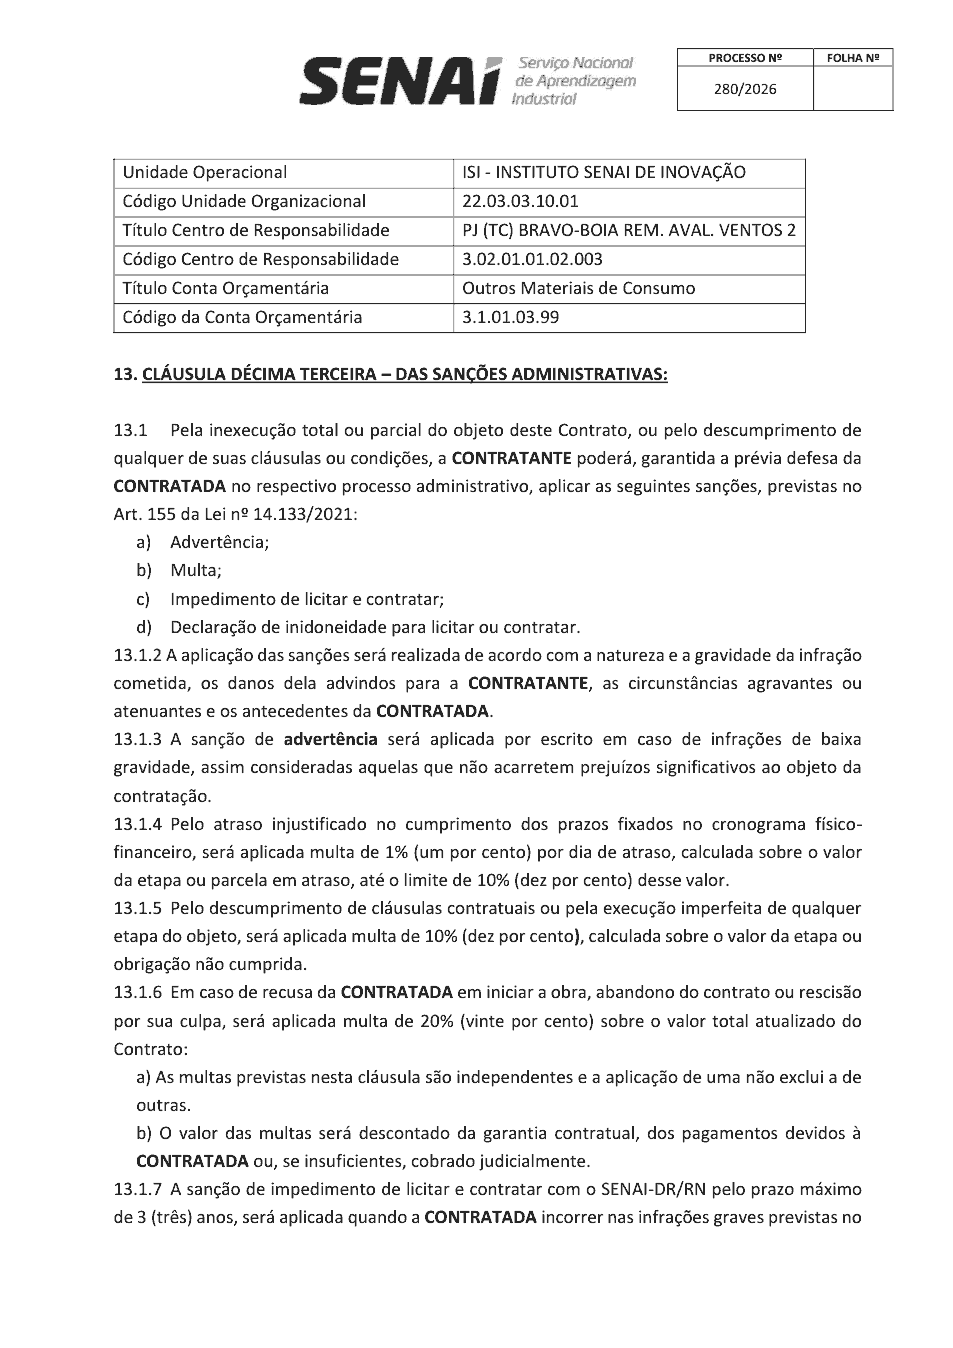 SENAI Serviço Nacional
de Aprendizagem
Industrial
PROCESSO Nº FOLHA Nº
280/2026
Unidade Operacional ISI - INSTITUTO SENAI DE INOVAÇÃO
Código Unidade Organizacional 22.03.03.10.01
Título Centro de Responsabilidade PJ (TC) BRAVO-BOIA REM. AVAL. VENTOS 2
Código Centro de Responsabilidade 3.02.01.01.02.003
Título Conta Orçamentária Outros Materiais de Consumo
Código da Conta Orçamentária 3.1.01.03.99
13. CLÁUSULA DÉCIMA TERCEIRA – DAS SANÇÕES ADMINISTRATIVAS:
13.1 Pela inexecução total ou parcial do objeto deste Contrato, ou pelo descumprimento de
qualquer de suas cláusulas ou condições, a CONTRATANTE poderá, garantida a prévia defesa da
CONTRATADA no respectivo processo administrativo, aplicar as seguintes sanções, previstas no
Art. 155 da Lei nº 14.133/2021:
a) Advertência;
b) Multa;
c) Impedimento de licitar e contratar;
d) Declaração de inidoneidade para licitar ou contratar.
13.1.2 A aplicação das sanções será realizada de acordo com a natureza e a gravidade da infração
cometida, os danos dela advindos para a CONTRATANTE, as circunstâncias agravantes ou
atenuantes e os antecedentes da CONTRATADA.
13.1.3 A sanção de advertência será aplicada por escrito em caso de infrações de baixa
gravidade, assim consideradas aquelas que não acarretem prejuízos significativos ao objeto da
contratação.
13.1.4 Pelo atraso injustificado no cumprimento dos prazos fixados no cronograma físico-
financeiro, será aplicada multa de 1% (um por cento) por dia de atraso, calculada sobre o valor
da etapa ou parcela em atraso, até o limite de 10% (dez por cento) desse valor.
13.1.5 Pelo descumprimento de cláusulas contratuais ou pela execução imperfeita de qualquer
etapa do objeto, será aplicada multa de 10% (dez por cento), calculada sobre o valor da etapa ou
obrigação não cumprida.
13.1.6 Em caso de recusa da CONTRATADA em iniciar a obra, abandono do contrato ou rescisão
por sua culpa, será aplicada multa de 20% (vinte por cento) sobre o valor total atualizado do
Contrato:
a) As multas previstas nesta cláusula são independentes e a aplicação de uma não exclui a de
outras.
b) O valor das multas será descontado da garantia contratual, dos pagamentos devidos à
CONTRATADA ou, se insuficientes, cobrado judicialmente.
13.1.7 A sanção de impedimento de licitar e contratar com o SENAI-DR/RN pelo prazo máximo
de 3 (três) anos, será aplicada quando a CONTRATADA incorrer nas infrações graves previstas no